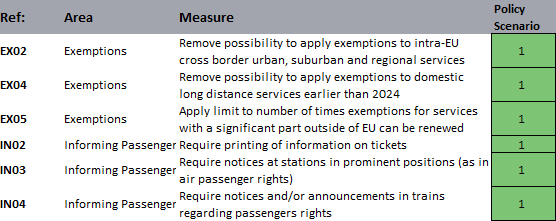 Ref: Area Measure Policy Scenario
EX02 Exemptions Remove possibility to apply exemptions to intra-EU cross border urban, suburban and regional services 1
EX04 Exemptions Remove possibility to apply exemptions to domestic long distance services earlier than 2024 1
EX05 Exemptions Apply limit to number of times exemptions for services with a significant part outside of EU can be renewed 1
IN02 Informing Passenger Require printing of information on tickets 1
IN03 Informing Passenger Require notices at stations in prominent positions (as in air passenger rights) 1
IN04 Informing Passenger Require notices and/or announcements in trains regarding passengers rights 1